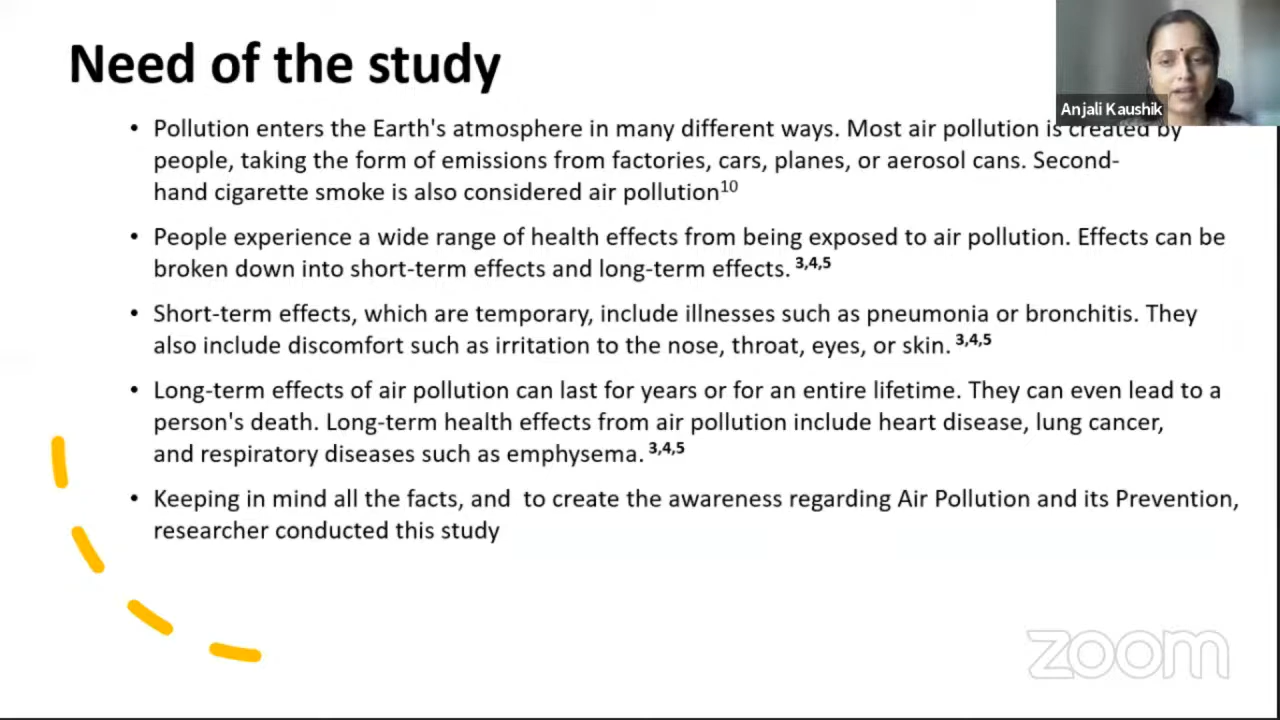 Need of the study
Anjali Kaushik
• Pollution enters the Earth's atmosphere in many different ways. Most air pollution is created by
people, taking the form of emissions from factories, cars, planes, or aerosol cans. Second-
hand cigarette smoke is also considered air pollution10
• People experience a wide range of health effects from being exposed to air pollution. Effects can be
broken down into short-term effects and long-term effects. 3,4,5
• Short-term effects, which are temporary, include illnesses such as pneumonia or bronchitis. They
also include discomfort such as irritation to the nose, throat, eyes, or skin. 3,4,5
• Long-term effects of air pollution can last for years or for an entire lifetime. They can even lead to a
person's death. Long-term health effects from air pollution include heart disease, lung cancer,
and respiratory diseases such as emphysema. 3,4,5
• Keeping in mind all the facts, and  to create the awareness regarding Air Pollution and its Prevention,
researcher conducted this study
zoom